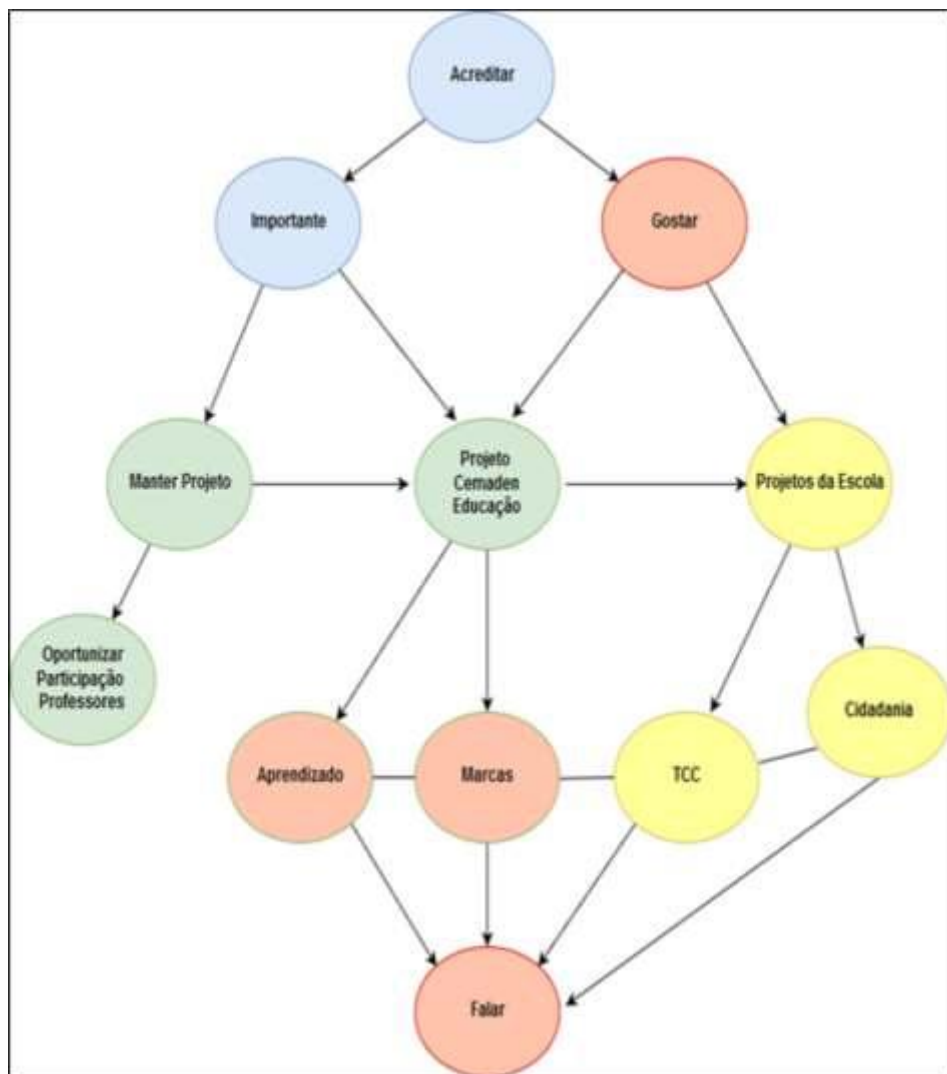 Acreditar
Importante
Gostar
Manter Projeto
Projeto
Cemaden
Educação
Projetos da Escola
Oportunizar
Participação
Professores
Cidadania
Aprendizado
Marcas
TCC
Falar